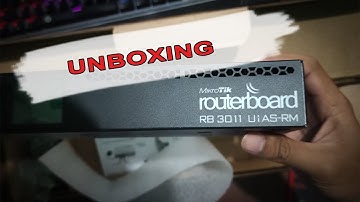 UNBOXING
MikroTik
routerboard
RB 3011 UiAS-RM